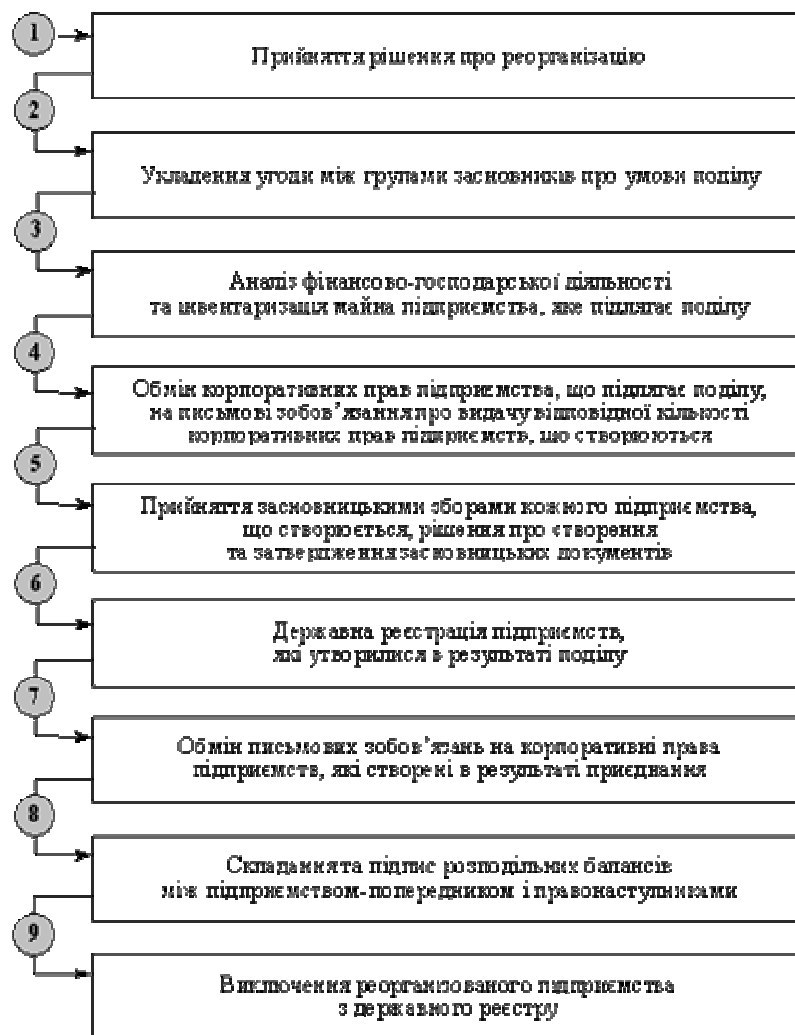 1
Прийняття рішення про реорганізацію
2
Укладення угоди між групами засновників про умови поділу
3
Аналіз фінансово-господарської діяльності
та інвентаризація майна підприємства, яке підлягає поділу
4
Обмін корпоративних прав підприємства, що підлягає поділу,
на письмові зобов’язання про видачу відповідної кількості
корпоративних прав підприємств, що створюються
5
Прийняття засновницькими зборами кожного підприємства,
що створюється, рішення про створення
та затвердження засновницьких документів
6
Державна реєстрація підприємств,
які утворилися в результаті поділу
7
Обмін письмових зобов’язань на корпоративні права
підприємств, які створені в результаті приєднання
8
Складання та підпис розподільних балансів
між підприємством-попередником і правонаступниками
9
Виключення реорганізованого підприємства
з державного реєстру